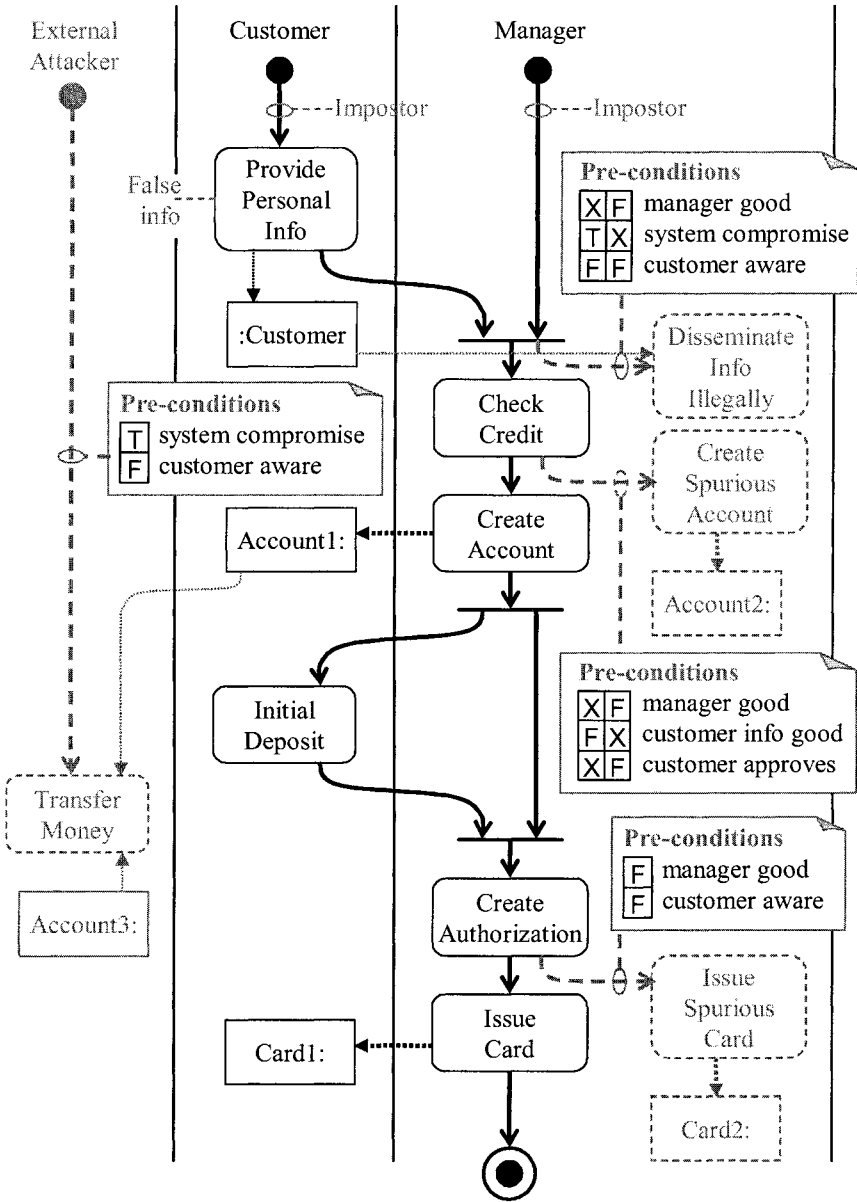 External
Attacker
Customer
Manager
Impostor
Impostor
False
info
Provide
Personal
Info
Pre-conditions
X F manager good
T X system compromise
F F customer aware
:Customer
Disseminate
Info
Illegally
Pre-conditions
T system compromise
F customer aware
Check
Credit
Create
Spurious
Account
Account1:
Create
Account
Account2:
Pre-conditions
X F manager good
F X customer info good
X F customer approves
Initial
Deposit
Transfer
Money
Pre-conditions
F manager good
F customer aware
Account3:
Create
Authorization
Issue
Spurious
Card
Card1:
Issue
Card
Card2: